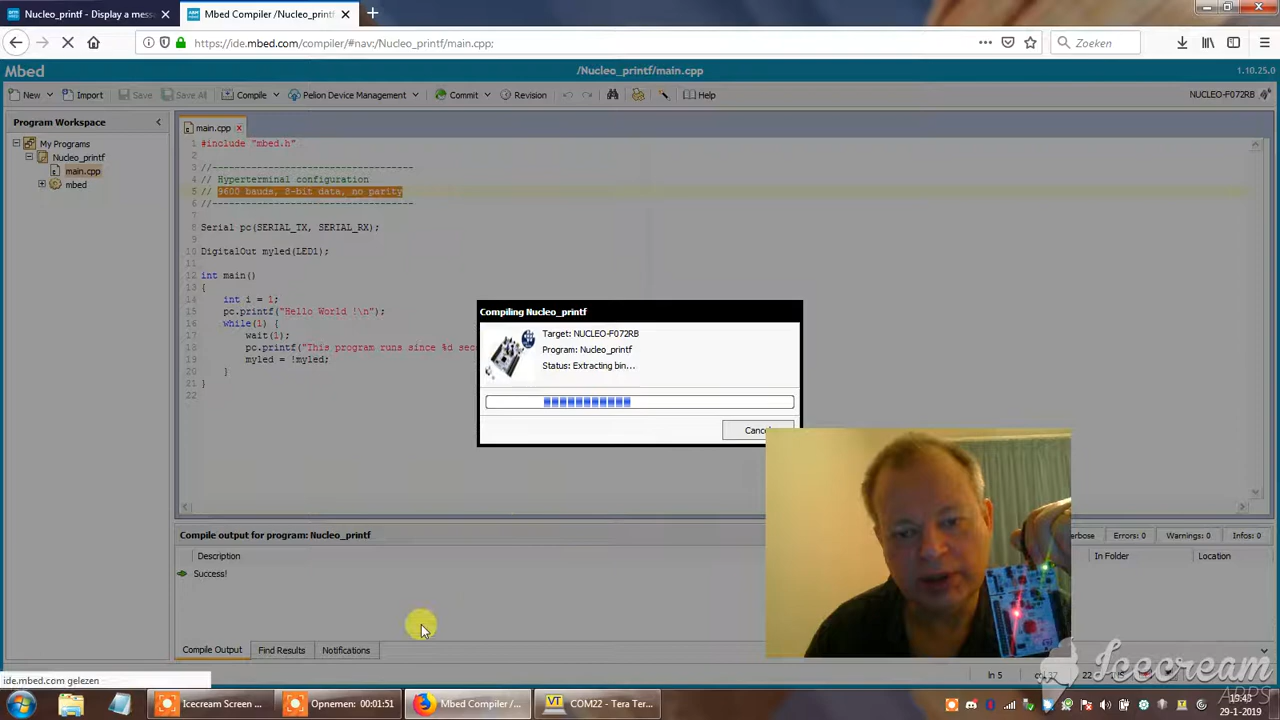 Nucleo_printf - Display a mess
Mbed Compiler /Nucleo_printf/main.cpp
https://ide.mbed.com/compiler/#nav:/Nucleo_printf/main.cpp;
Zoeken
Mbed
/Nucleo_printf/main.cpp
1.10.25.0
New
Import
Save
Save All
Compile
Pelion Device Management
Commit
Revision
Help
NUCLEO-F072RB
Program Workspace
My Programs
Nucleo_printf
main.cpp
mbed
main.cpp
1 #include "mbed.h"
2
3 //------------------------------------
4 // Hyperterminal configuration
5 // 9600 bauds, 8-bit data, no parity
6 //------------------------------------
7
8 Serial pc(SERIAL_TX, SERIAL_RX);
9
10 DigitalOut myled(LED1);
11
12 int main()
13 {
14 int i = 1;
15 pc.printf("Hello World !\n");
16 while(1) {
17 wait(1);
18 pc.printf("This program runs since %d sec
19 myled = !myled;
20 }
21 }
22
Compiling Nucleo_printf
Target: NUCLEO-F072RB
Program: Nucleo_printf
Status: Extracting bin...
Compile output for program: Nucleo_printf
Errors: 0
Warnings: 0
Infos: 0
Description
In Folder
Location
Success!
Compile Output
Find Results
Notifications
ide.mbed.com gelezen
ln 5
22
Icecream Screen ...
Opnemen: 00:01:51
Mbed Compiler /...
COM22 - Tera Ter...
19:43
29-1-2019
Icecream
APPS